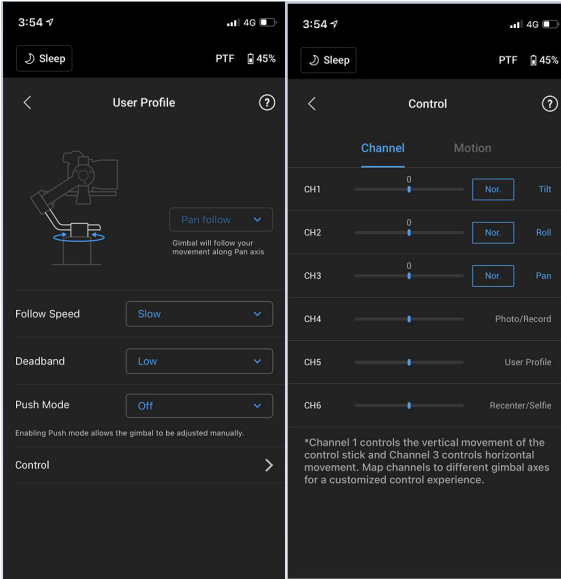 3:54
4G
Sleep
PTF
45%
User Profile
?
Pan follow
Gimbal will follow your
movement along Pan axis
Follow Speed
Slow
Deadband
Low
Push Mode
Off
Enabling Push mode allows the gimbal to be adjusted manually.
Control
3:54
4G
Sleep
PTF
45%
Control
?
Channel
Motion
CH1
0
Nor.
Tilt
CH2
0
Nor.
Roll
CH3
0
Nor.
Pan
CH4
Photo/Record
CH5
User Profile
CH6
Recenter/Selfie
*Channel 1 controls the vertical movement of the
control stick and Channel 3 controls horizontal
movement. Map channels to different gimbal axes
for a customized control experience.